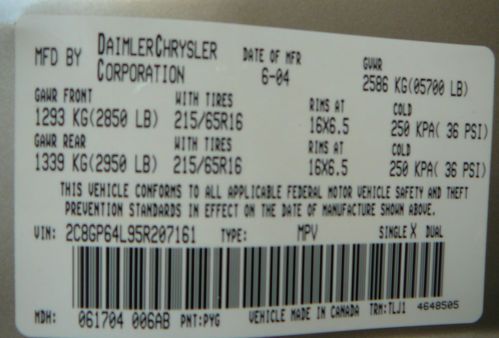 MFD BY DAIMLERCHRYSLER CORPORATION DATE OF MFR 6-04 GVWR 2586 KG(05700 LB)
GAWR FRONT WITH TIRES RIMS AT COLD
1293 KG(2850 LB) 215/65R16 16X6.5 250 KPA( 36 PSI)
GAWR REAR WITH TIRES RIMS AT COLD
1339 KG(2950 LB) 215/65R16 16X6.5 250 KPA( 36 PSI)
THIS VEHICLE CONFORMS TO ALL APPLICABLE FEDERAL MOTOR VEHICLE SAFETY AND THEFT
PREVENTION STANDARDS IN EFFECT ON THE DATE OF MANUFACTURE SHOWN ABOVE.
VIN: 2C8GP64L95R207161 TYPE: MPV SINGLE X DUAL
MDH: 061704 006AB PNT:PYG VEHICLE MADE IN CANADA TRM:TLJ1 4648505